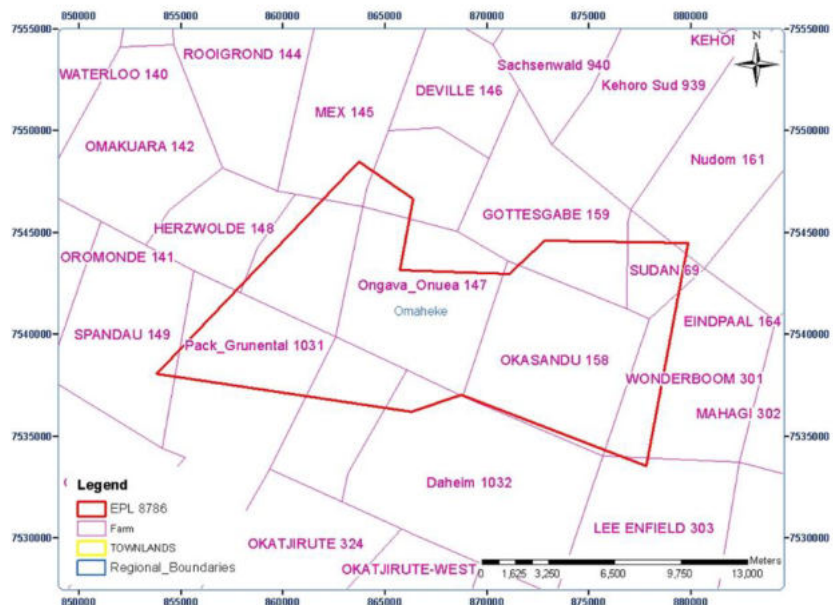 850000 855000 860000 865000 870000 875000 880000
7555000 7555000
N
KEHOF
ROOIGROND 144
Sachsenwald 940
WATERLOO 140
Kehoro Sud 939
DEVILLE 146
MEX 145
7550000 7550000
OMAKUARA 142
Nudom 161
GOTTESGABE 159
7545000 7545000
HERZWOLDE 148
OROMONDE 141
SUDAN 69
Ongava_Onuea 147
Omaheke
EINDPAAL 164
7540000 7540000
SPANDAU 149
Pack_Grunental 1031
OKASANDU 158
WONDERBOOM 301
MAHAGI 302
7535000 7535000
Daheim 1032
Legend
EPL 8786
Farm
TOWNLANDS
Regional_Boundaries
LEE ENFIELD 303
7530000 7530000
OKATJIRUTE 324
OKATJIRUTE-WEST
Meters
0 1,625 3,250 6,500 9,750 13,000
850000 855000 860000 865000 870000 875000 880000